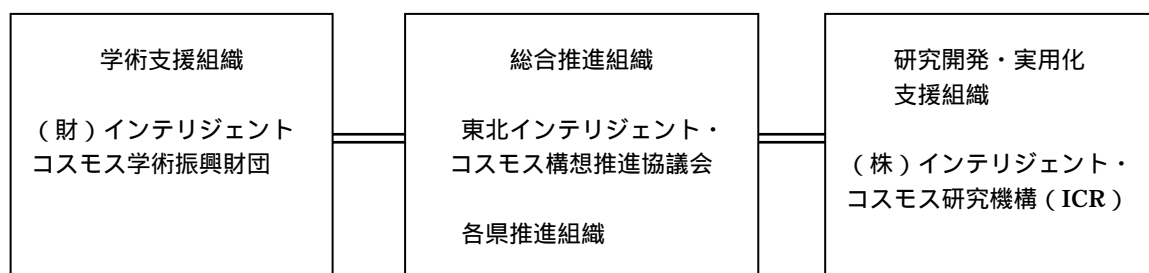 学術支援組織
（財）インテリジェント
コスモス学術振興財団
総合推進組織
東北インテリジェント・
コスモス構想推進協議会
各県推進組織
研究開発・実用化
支援組織
（株）インテリジェント・
コスモス研究機構（ICR）